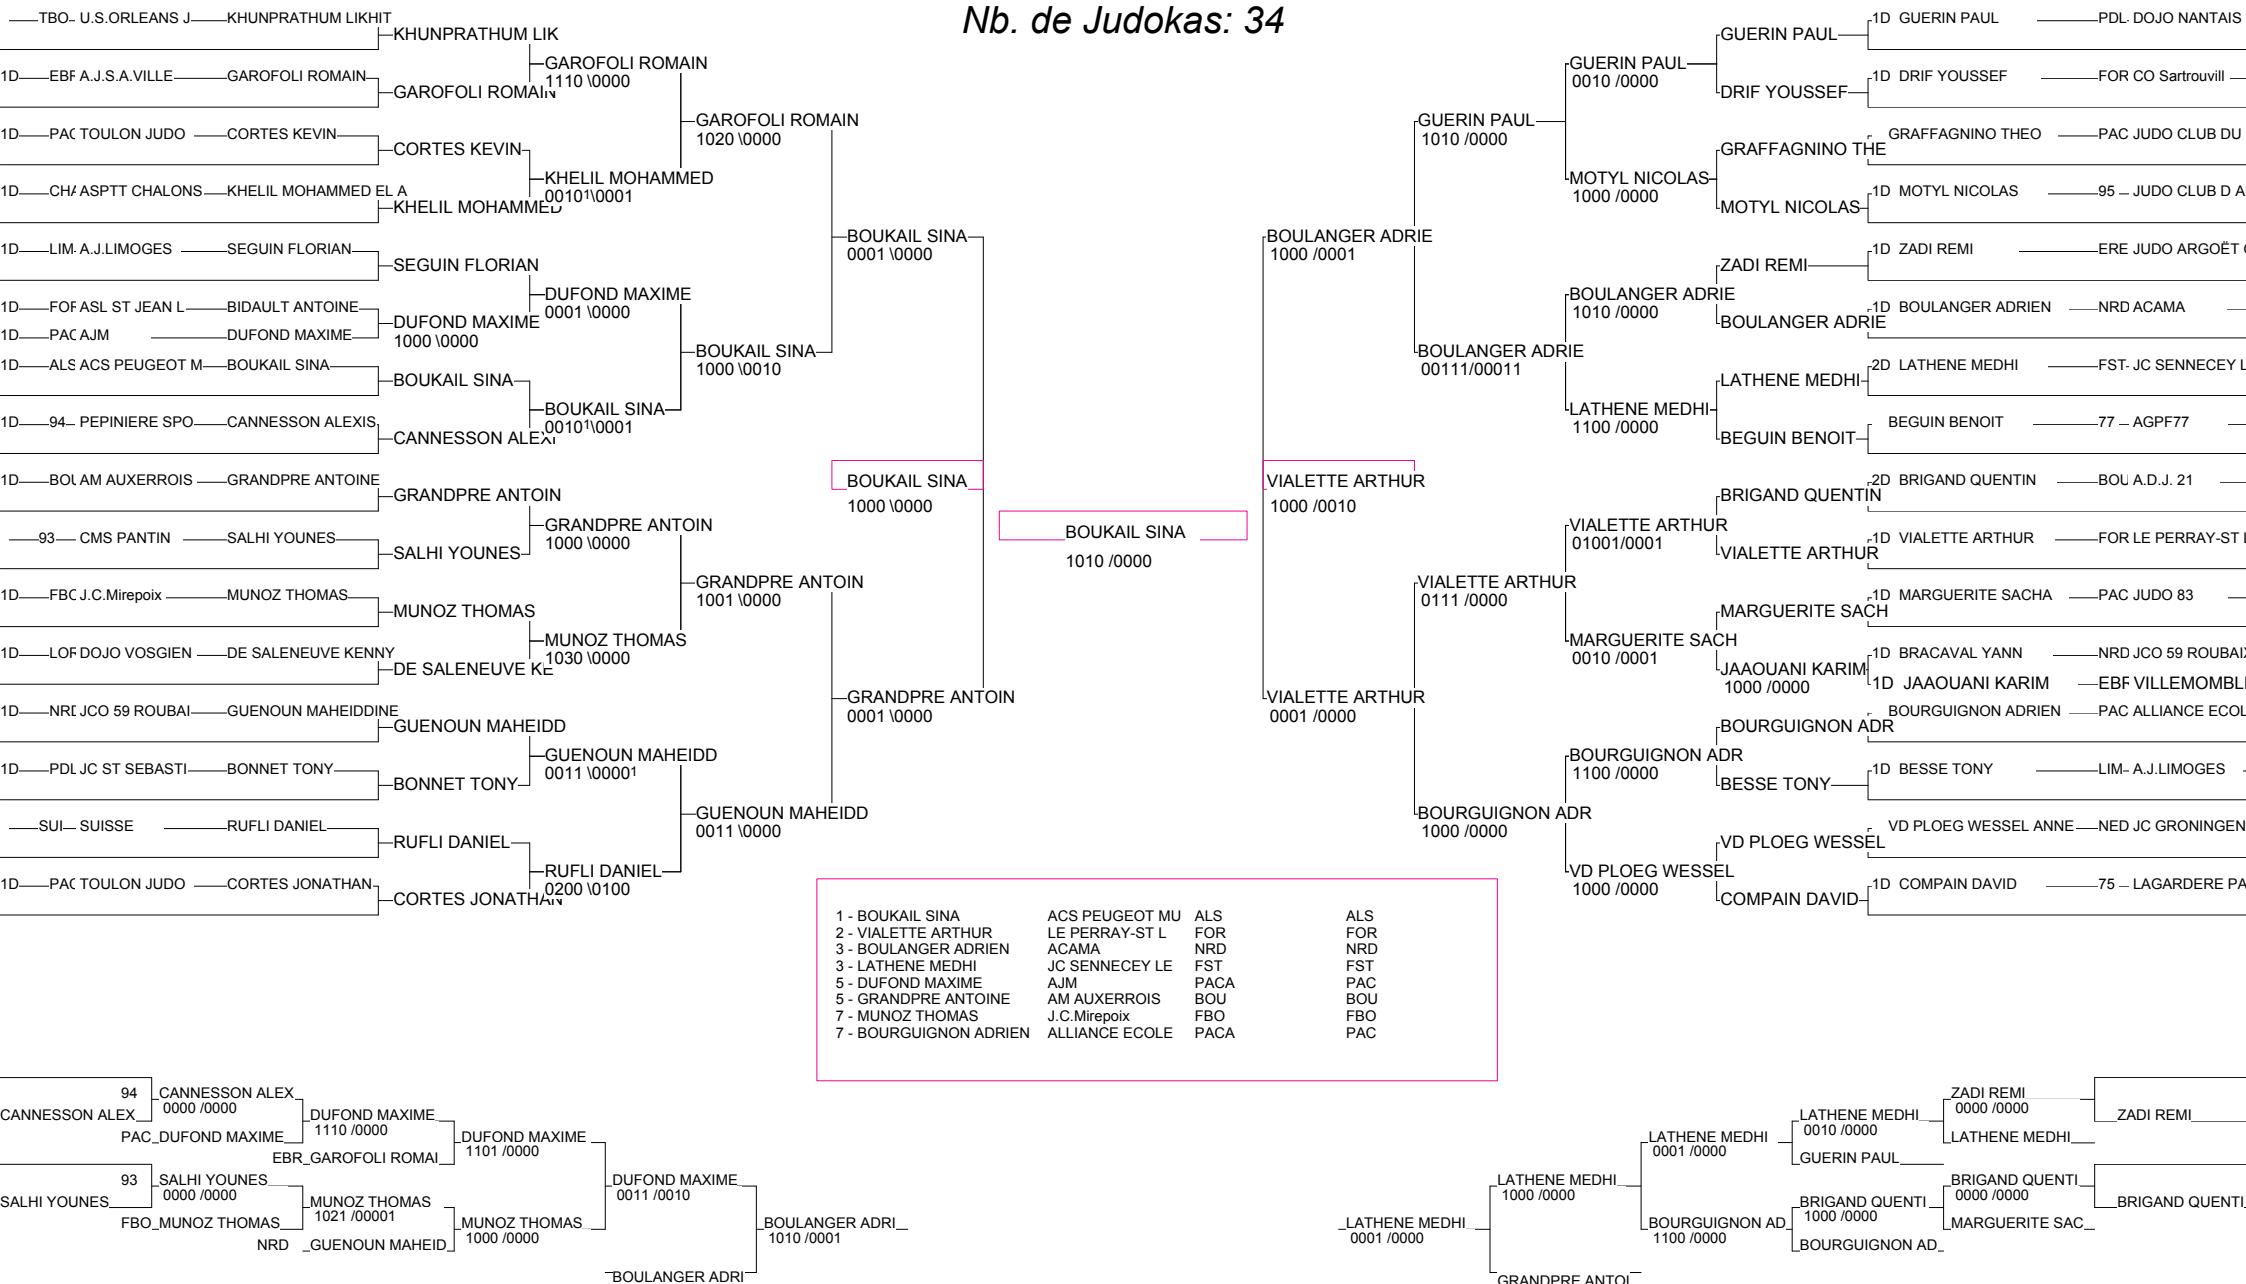 Nb. de Judokas: 34
TBO U.S.ORLEANS J KHUNPRATHUM LIKHIT
1D EBF A.J.S.A.VILLE GAROFOLI ROMAIN
1D PAC TOULON JUDO CORTES KEVIN
1D CHA ASPTT CHALONS KHELIL MOHAMMED EL A
1D LIM A.J.LIMOGES SEGUIN FLORIAN
1D FOF ASL ST JEAN L BIDAULT ANTOINE
1D PAC AJM DUFOND MAXIME
1D ALS ACS PEUGEOT M BOUKAIL SINA
1D 94 PEPINIERE SPO CANNESSON ALEXIS
1D BOU AM AUXERROIS GRANDPRE ANTOINE
93 CMS PANTIN SALHI YOUNES
1D FBO J.C.Mirepoix MUNOZ THOMAS
1D LOF DOJO VOSGIEN DE SALENEUVE KENNY
1D NRD JCO 59 ROUBAI GUENOUN MAHEIDDINE
1D PDL JC ST SEBASTI BONNET TONY
SUI SUISSE RUFLI DANIEL
1D PAC TOULON JUDO CORTES JONATHAN
KHUNPRATHUM LIK
GAROFOLI ROMAIN
CORTES KEVIN
KHELIL MOHAMMED
SEGUIN FLORIAN
DUFOND MAXIME
1000 \0000
BOUKAIL SINA
CANNESSON ALEXI
GRANDPRE ANTOIN
SALHI YOUNES
MUNOZ THOMAS
DE SALENEUVE KE
GUENOUN MAHEIDD
BONNET TONY
RUFLI DANIEL
CORTES JONATHAN
GAROFOLI ROMAIN
1110 \0000
KHELIL MOHAMMED
0010¹\0001
DUFOND MAXIME
0001 \0000
BOUKAIL SINA
0010¹\0001
GRANDPRE ANTOIN
1000 \0000
MUNOZ THOMAS
1030 \0000
GUENOUN MAHEIDD
0011 \0000¹
RUFLI DANIEL
0200 \0100
GAROFOLI ROMAIN
1020 \0000
BOUKAIL SINA
1000 \0010
GRANDPRE ANTOIN
1001 \0000
GUENOUN MAHEIDD
0011 \0000
BOUKAIL SINA
0001 \0000
BOUKAIL SINA
1000 \0000
GRANDPRE ANTOIN
0001 \0000
BOUKAIL SINA
1010 /0000
BOULANGER ADRIE
1000 /0001
VIALETTE ARTHUR
1000 /0010
VIALETTE ARTHUR
0001 /0000
GUERIN PAUL
1010 /0000
BOULANGER ADRIE
00111/00011
VIALETTE ARTHUR
0111 /0000
BOURGUIGNON ADR
1000 /0000
GUERIN PAUL
0010 /0000
MOTYL NICOLAS
1000 /0000
BOULANGER ADRIE
1010 /0000
LATHENE MEDHI
1100 /0000
VIALETTE ARTHUR
01001/0001
MARGUERITE SACH
0010 /0001
BOURGUIGNON ADR
1100 /0000
VD PLOEG WESSEL
1000 /0000
GUERIN PAUL
DRIF YOUSSEF
GRAFFAGNINO THE
MOTYL NICOLAS
ZADI REMI
BOULANGER ADRIE
LATHENE MEDHI
BEGUIN BENOIT
BRIGAND QUENTIN
VIALETTE ARTHUR
MARGUERITE SACH
JAAOUANI KARIM
1000 /0000
BOURGUIGNON ADR
BESSE TONY
VD PLOEG WESSEL
COMPAIN DAVID
1D GUERIN PAUL PDL DOJO NANTAIS
1D DRIF YOUSSEF FOR CO Sartrouvill
GRAFFAGNINO THEO PAC JUDO CLUB DU
1D MOTYL NICOLAS 95 JUDO CLUB D A
1D ZADI REMI ERE JUDO ARGOËT
1D BOULANGER ADRIEN NRD ACAMA
2D LATHENE MEDHI FST JC SENNECEY L
BEGUIN BENOIT 77 AGPF77
2D BRIGAND QUENTIN BOU A.D.J. 21
1D VIALETTE ARTHUR FOR LE PERRAY-ST
1D MARGUERITE SACHA PAC JUDO 83
1D BRACAVAL YANN NRD JCO 59 ROUBAIX
1D JAAOUANI KARIM EBF VILLEMOMBL
BOURGUIGNON ADRIEN PAC ALLIANCE ECOL
1D BESSE TONY LIM A.J.LIMOGES
VD PLOEG WESSEL ANNE NED JC GRONINGEN
1D COMPAIN DAVID 75 LAGARDERE PA
1 - BOUKAIL SINA ACS PEUGEOT MU ALS ALS
2 - VIALETTE ARTHUR LE PERRAY-ST L FOR FOR
3 - BOULANGER ADRIEN ACAMA NRD NRD
3 - LATHENE MEDHI JC SENNECEY LE FST FST
5 - DUFOND MAXIME AJM PACA PAC
5 - GRANDPRE ANTOINE AM AUXERROIS BOU BOU
7 - MUNOZ THOMAS J.C.Mirepoix FBO FBO
7 - BOURGUIGNON ADRIEN ALLIANCE ECOLE PACA PAC
94
CANNESSON ALEX
CANNESSON ALEX
0000 /0000
PAC DUFOND MAXIME
93
SALHI YOUNES
SALHI YOUNES
0000 /0000
FBO MUNOZ THOMAS
DUFOND MAXIME
1110 /0000
EBR GAROFOLI ROMAI
MUNOZ THOMAS
1021 /00001
NRD GUENOUN MAHEID
DUFOND MAXIME
1101 /0000
MUNOZ THOMAS
1000 /0000
DUFOND MAXIME
0011 /0010
BOULANGER ADRI
BOULANGER ADRI
1010 /0001
LATHENE MEDHI
0001 /0000
LATHENE MEDHI
1000 /0000
GRANDPRE ANTOI
LATHENE MEDHI
0001 /0000
BOURGUIGNON AD
1100 /0000
LATHENE MEDHI
0010 /0000
GUERIN PAUL
BRIGAND QUENTI
1000 /0000
BOURGUIGNON AD
ZADI REMI
0000 /0000
LATHENE MEDHI
BRIGAND QUENTI
0000 /0000
MARGUERITE SAC
ZADI REMI
BRIGAND QUENTI